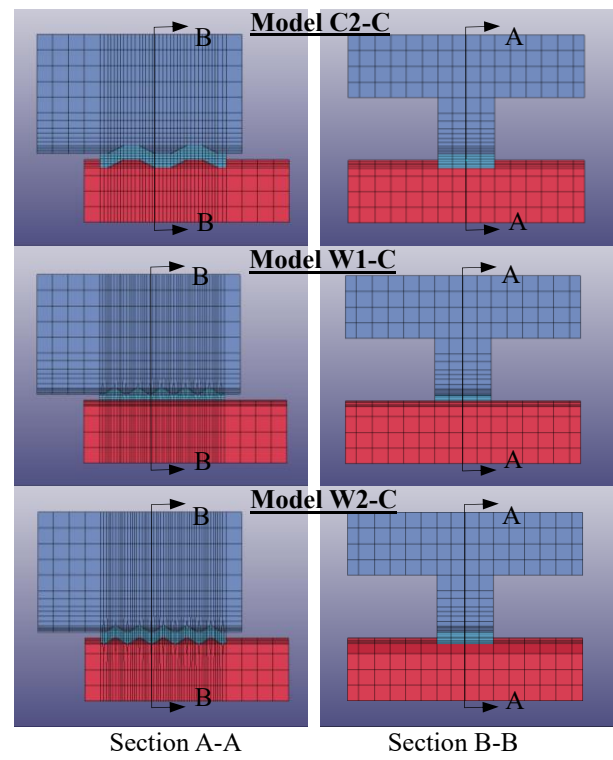 Model C2-C
B
A
B
A
Model W1-C
B
A
B
A
Model W2-C
B
A
B
A
Section A-A
Section B-B